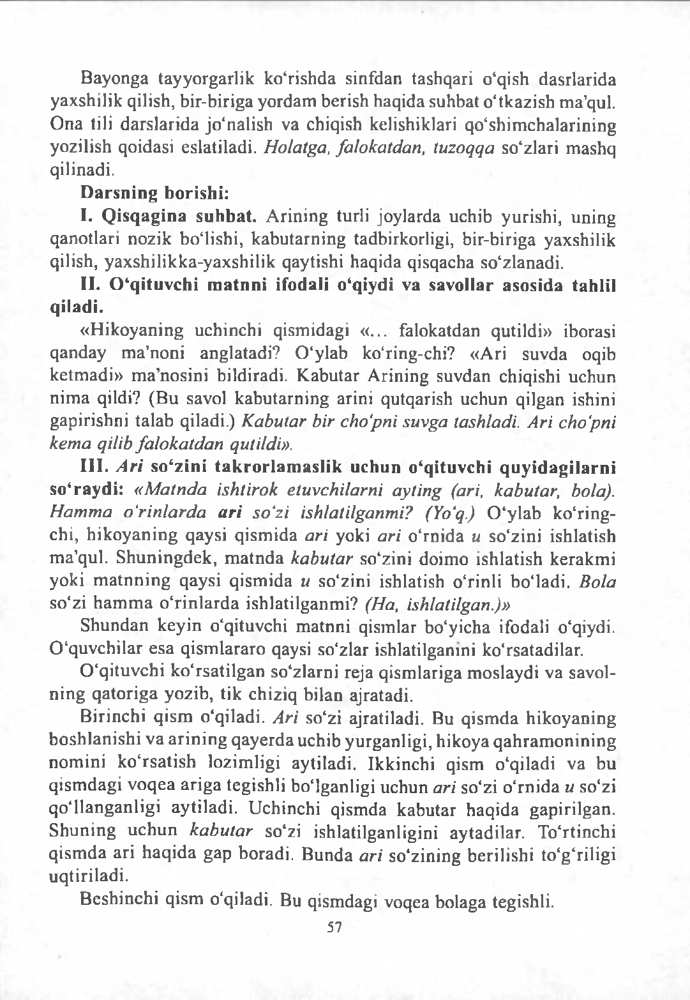 Bayonga tayyorgarlik ko‘rishda sinfdan tashqari o‘qish dasrlarida
yaxshilik qilish, bir-biriga yordam berish haqida suhbat o‘tkazish ma’qul.
Ona tili darslarida jo‘nalish va chiqish kelishiklari qo‘shimchalarining
yozilish qoidasi eslatiladi. Holatga, falokatdan, tuzoqqa so‘zlari mashq
qilinadi.
Darsning borishi:
I. Qisqagina suhbat. Arining turli joylarda uchib yurishi, uning
qanotlari nozik bo‘lishi, kabutarning tadbirkorligi, bir-biriga yaxshilik
qilish, yaxshilikka-yaxshilik qaytishi haqida qisqacha so‘zlanadi.
II. O‘qituvchi matnni ifodali o‘qiydi va savollar asosida tahlil
qiladi.
«Hikoyaning uchinchi qismidagi «... falokatdan qutildi» iborasi
qanday ma’noni anglatadi? O‘ylab ko‘ring-chi? «Ari suvda oqib
ketmadi» ma’nosini bildiradi. Kabutar Arining suvdan chiqishi uchun
nima qildi? (Bu savol kabutarning arini qutqarish uchun qilgan ishini
gapirishni talab qiladi.) Kabutar bir cho‘pni suvga tashladi. Ari cho‘pni
kema qilib falokatdan qutildi».
III. Ari so‘zini takrorlamaslik uchun o‘qituvchi quyidagilarni
so‘raydi: «Matnda ishtirok etuvchilarni ayting (ari, kabutar, bola).
Hamma o‘rinlarda ari so‘zi ishlatilganmi? (Yo‘q.) O‘ylab ko‘ring-
chi, hikoyaning qaysi qismida ari yoki ari o‘rnida u so‘zini ishlatish
ma’qul. Shuningdek, matnda kabutar so‘zini doimo ishlatish kerakmi
yoki matnning qaysi qismida u so‘zini ishlatish o‘rinli bo‘ladi. Bola
so‘zi hamma o‘rinlarda ishlatilganmi? (Ha, ishlatilgan.)»
Shundan keyin o‘qituvchi matnni qismlar bo‘yicha ifodali o‘qiydi.
O‘quvchilar esa qismlararo qaysi so‘zlar ishlatilganini ko‘rsatadilar.
O‘qituvchi ko‘rsatilgan so‘zlarni reja qismlariga moslaydi va savol-
ning qatoriga yozib, tik chiziq bilan ajratadi.
Birinchi qism o‘qiladi. Ari so‘zi ajratiladi. Bu qismda hikoyaning
boshlanishi va arining qayerda uchib yurganligi, hikoya qahramonining
nomini ko‘rsatish lozimligi aytiladi. Ikkinchi qism o‘qiladi va bu
qismdagi voqea ariga tegishli bo‘lganligi uchun ari so‘zi o‘rnida u so‘zi
qo‘llanganligi aytiladi. Uchinchi qismda kabutar haqida gapirilgan.
Shuning uchun kabutar so‘zi ishlatilganligini aytadilar. To‘rtinchi
qismda ari haqida gap boradi. Bunda ari so‘zining berilishi to‘g‘riligi
uqtiriladi.
Beshinchi qism o‘qiladi. Bu qismdagi voqea bolaga tegishli.
57